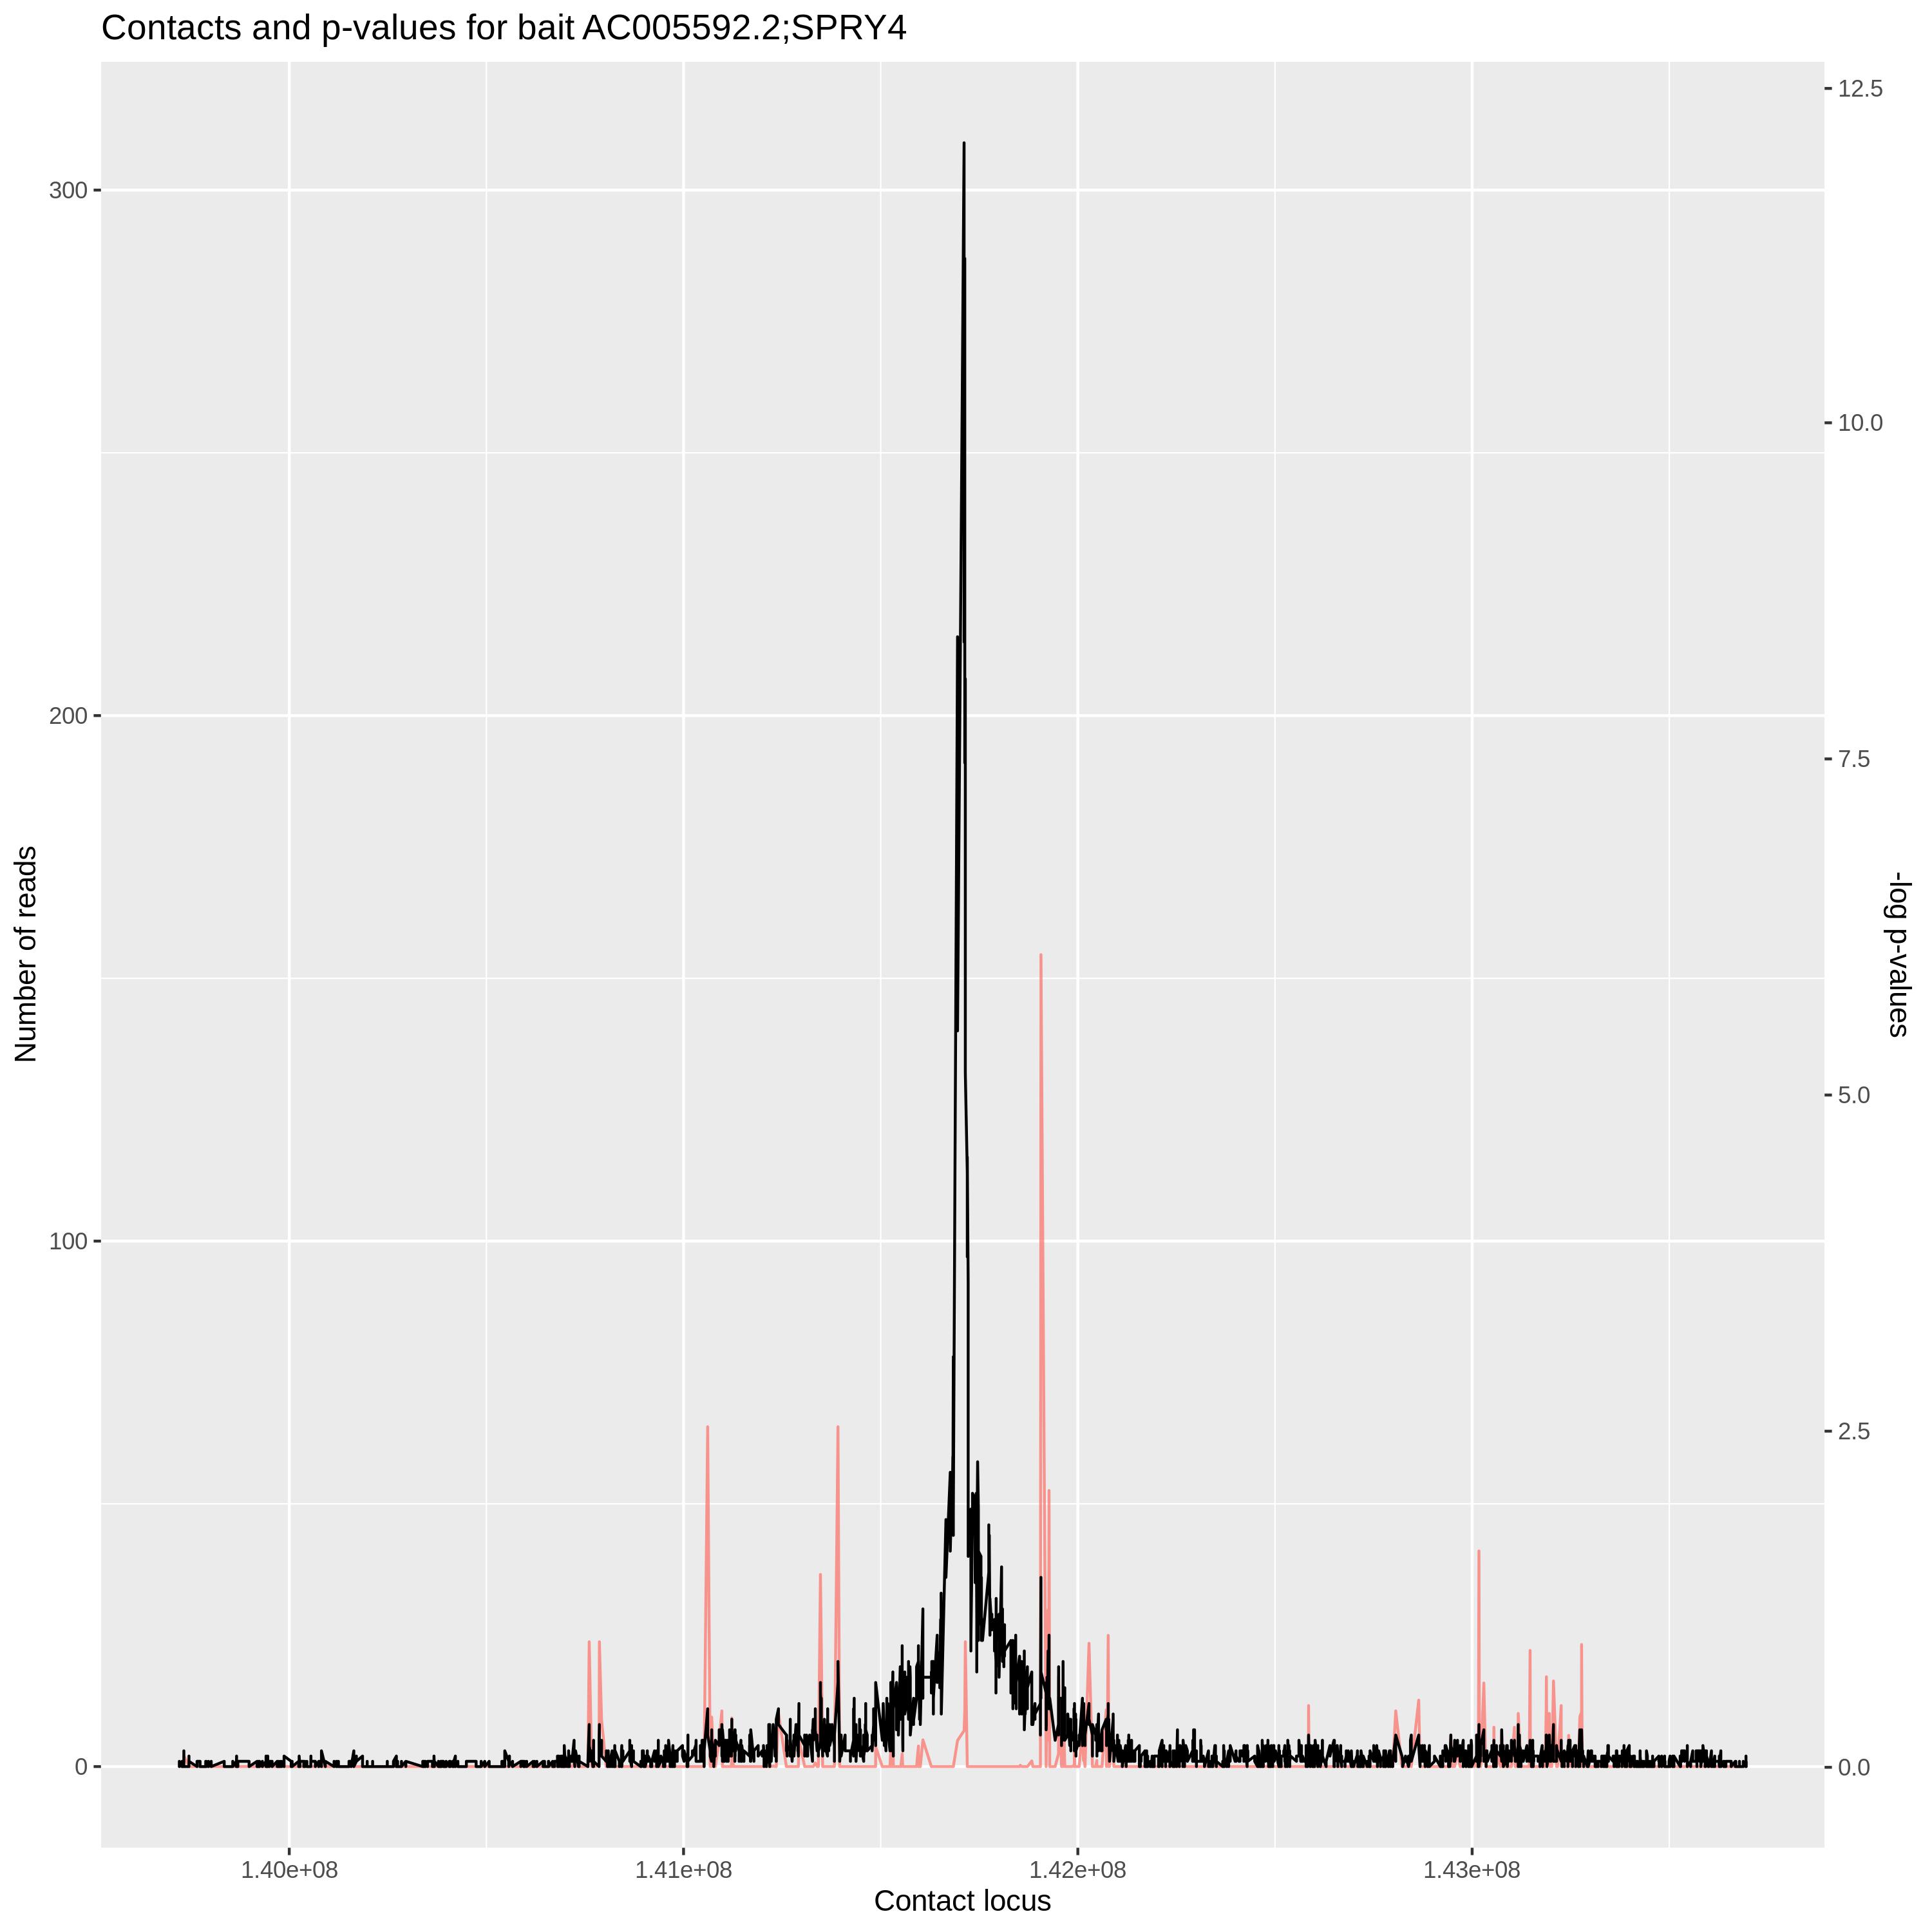 Contacts and p-values for bait AC005592.2;SPRY4
12.5
300
10.0
200
7.5
Number of reads
-log p-values
5.0
100
2.5
0
0.0
1.40e+08 1.41e+08 1.42e+08 1.43e+08
Contact locus